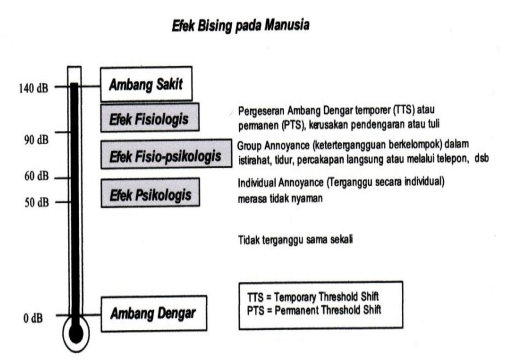 Efek Bising pada Manusia
140 dB
Ambang Sakit
Efek Fisiologis
Pergeseran Ambang Dengar temporer (TTS) atau
permanen (PTS), kerusakan pendengaran atau tuli
90 dB
Efek Fisio-psikologis
Group Annoyance (ketertergangguan berkelompok) dalam
istirahat, tidur, percakapan langsung atau melalui telepon, dsb
60 dB
50 dB
Efek Psikologis
Individual Annoyance (Terganggu secara individual)
merasa tidak nyaman
Tidak terganggu sama sekali
0 dB
Ambang Dengar
TTS = Temporary Threshold Shift
PTS = Permanent Threshold Shift